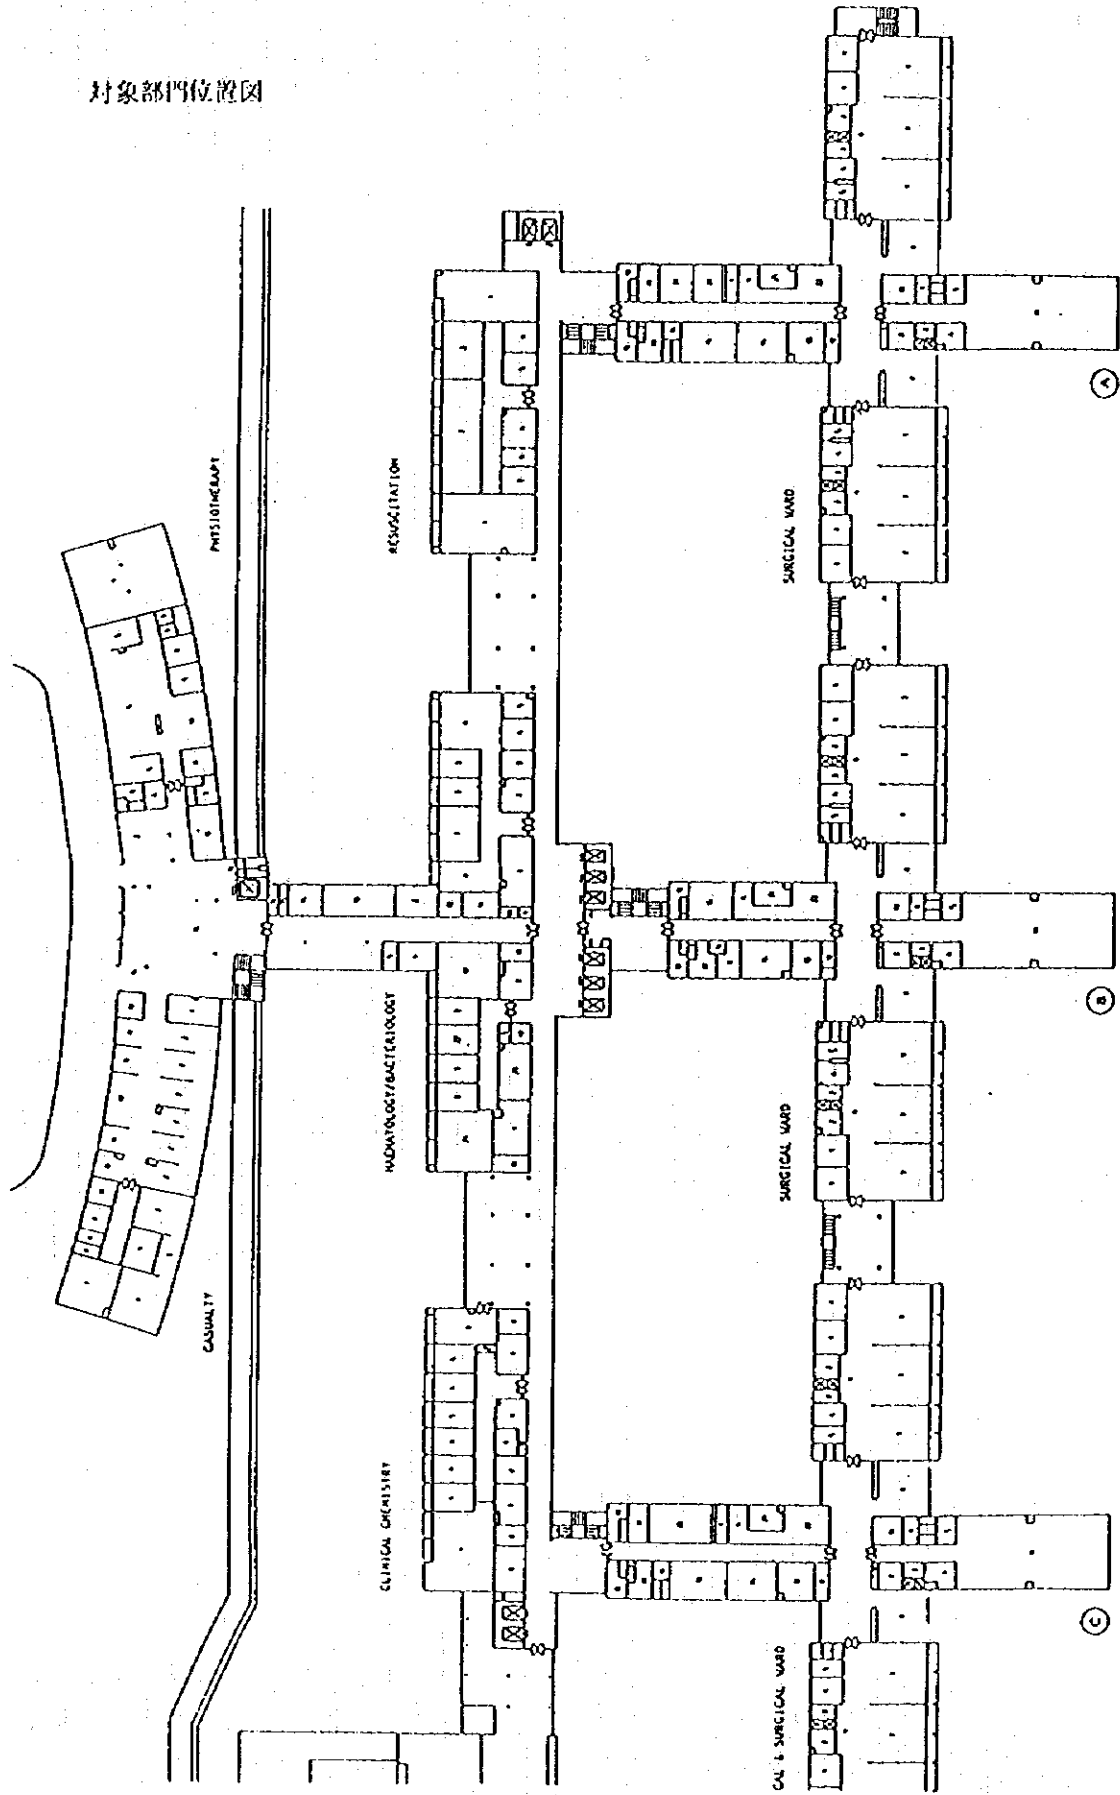 対象部門位置図
PHYSIOTHERAPY
RESUSCITATION
SURGICAL WARD
A
HAEMATOLOGY/BACTERIOLOGY
SURGICAL WARD
B
CASUALTY
CLINICAL CHEMISTRY
CAL & SURGICAL WARD
C